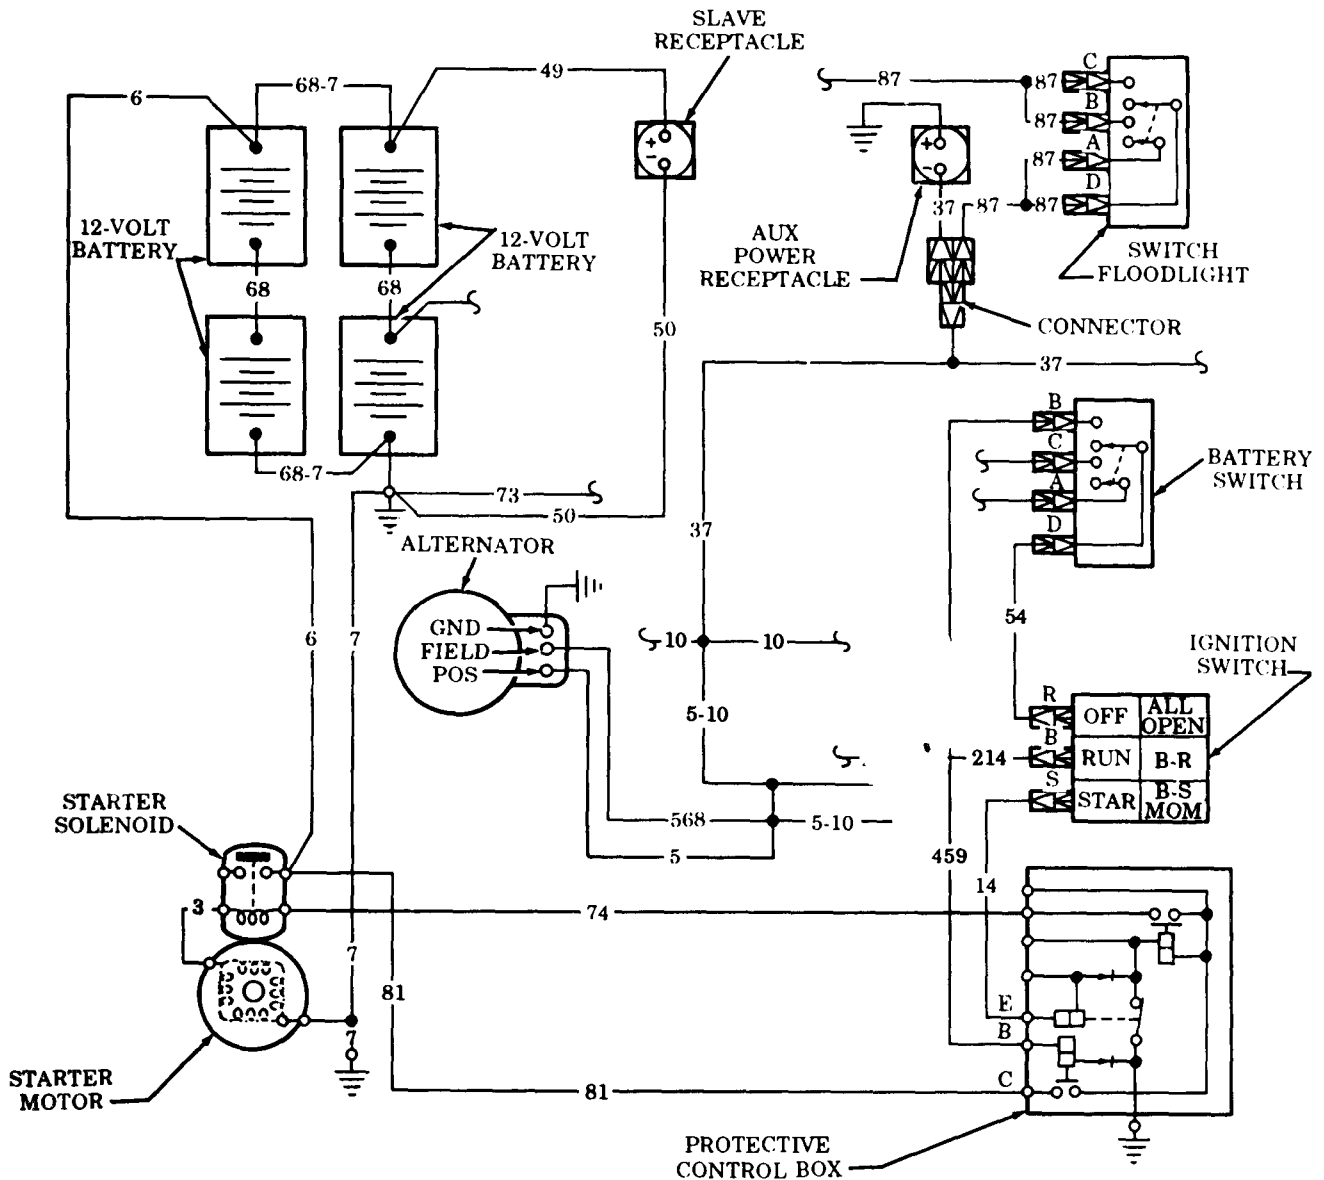 SLAVE
RECEPTACLE
6
68-7
49
87
87
C
87
B
87
A
87
D
+
-
+
-
37
87
12-VOLT
BATTERY
12-VOLT
BATTERY
AUX
POWER
RECEPTACLE
SWITCH
FLOODLIGHT
68
68
50
CONNECTOR
37
B
C
A
D
BATTERY
SWITCH
68-7
73
50
37
ALTERNATOR
GND
FIELD
POS
6
7
10
10
54
IGNITION
SWITCH
5-10
R
OFF
ALL
OPEN
B
214
RUN
B-R
S
STAR
B-S
MOM
STARTER
SOLENOID
568
5-10
5
459
14
3
74
7
81
E
B
C
7
STARTER
MOTOR
81
PROTECTIVE
CONTROL BOX